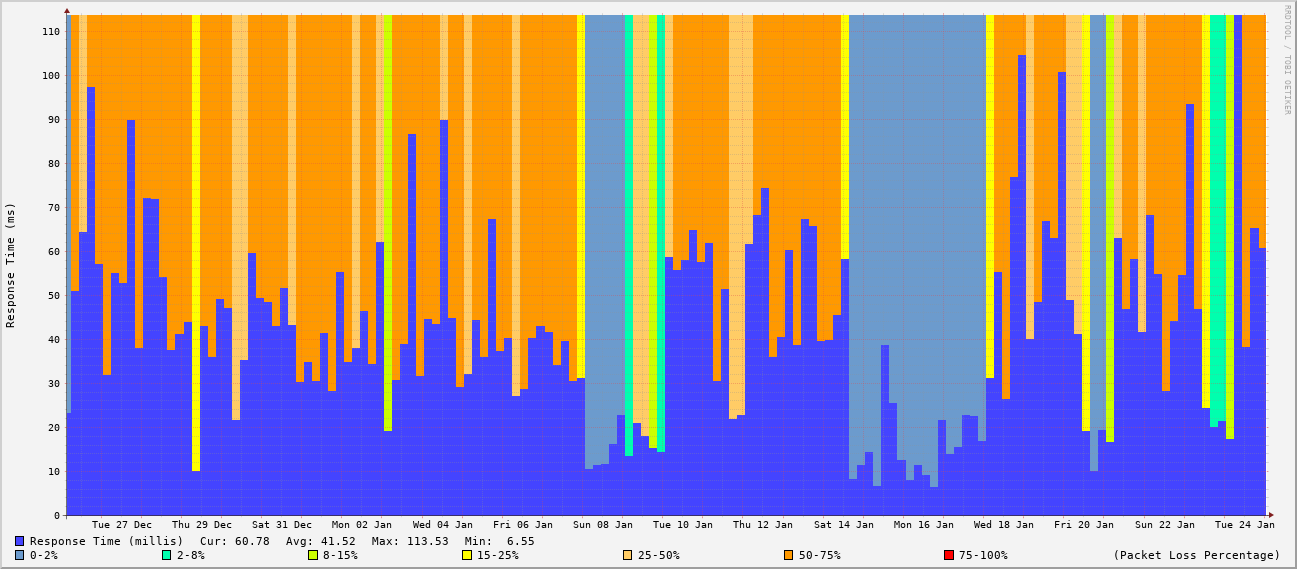 RRDTOOL / TOBI OETIKER
Response Time (ms)
110
100
90
80
70
60
50
40
30
20
10
0
Tue 27 Dec Thu 29 Dec Sat 31 Dec Mon 02 Jan Wed 04 Jan Fri 06 Jan Sun 08 Jan Tue 10 Jan Thu 12 Jan Sat 14 Jan Mon 16 Jan Wed 18 Jan Fri 20 Jan Sun 22 Jan Tue 24 Jan
Response Time (millis) Cur: 60.78 Avg: 41.52 Max: 113.53 Min: 6.55
0-2% 2-8% 8-15% 15-25% 25-50% 50-75% 75-100% (Packet Loss Percentage)